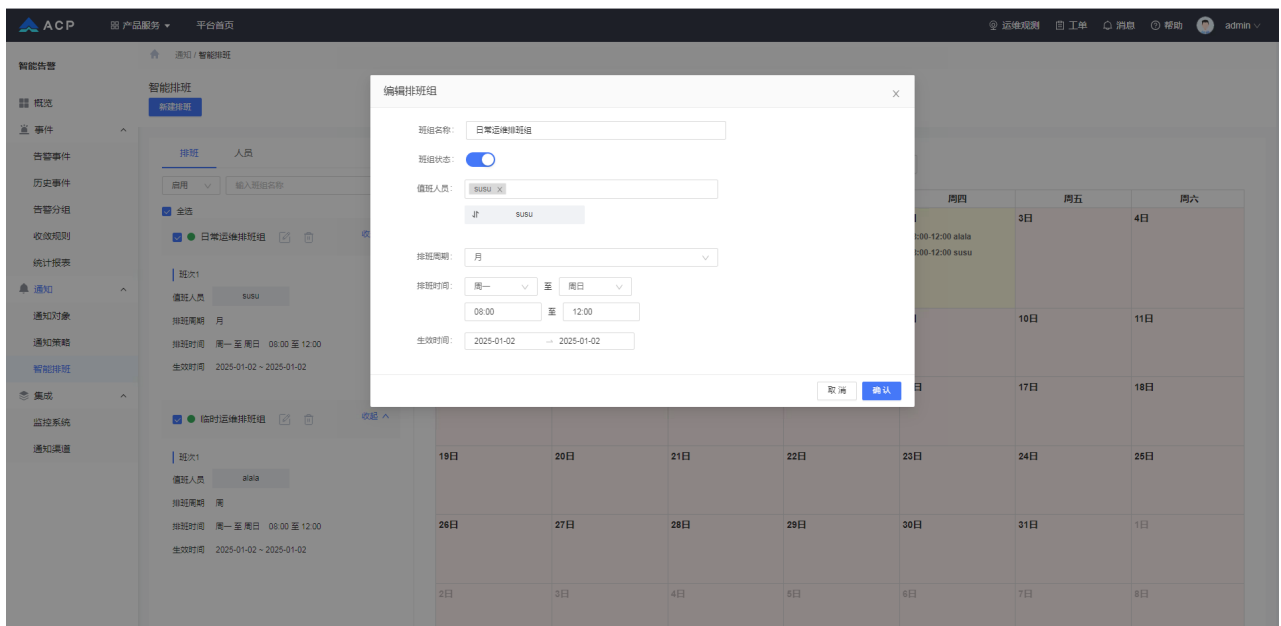 ACP 产品服务 平台首页 运维观测 工单 消息 帮助 admin
智能告警
概览
事件
告警事件
历史事件
告警分组
收敛规则
统计报表
通知
通知对象
通知策略
智能排班
集成
监控系统
通知渠道
通知 / 智能排班
智能排班
新建排班
排班 人员
启用 输入班组名称
全选
日常运维排班组
班次1
值班人员 susu
排班周期 月
排班时间 周一 至 周日 08:00 至 12:00
生效时间 2025-01-02 ~ 2025-01-02
临时运维排班组 收起
班次1
值班人员 alala
排班周期 周
排班时间 周一 至 周日 08:00 至 12:00
生效时间 2025-01-02 ~ 2025-01-02
编辑排班组
班组名称: 日常运维排班组
班组状态:
值班人员: susu x
susu
排班周期: 月
排班时间: 周一 至 周日
08:00 至 12:00
生效时间: 2025-01-02 → 2025-01-02
取消 确认
周四 周五 周六
3日 4日
:00-12:00 alala
:00-12:00 susu
10日 11日
17日 18日
19日 20日 21日 22日 23日 24日 25日
26日 27日 28日 29日 30日 31日 1日
2日 3日 4日 5日 6日 7日 8日